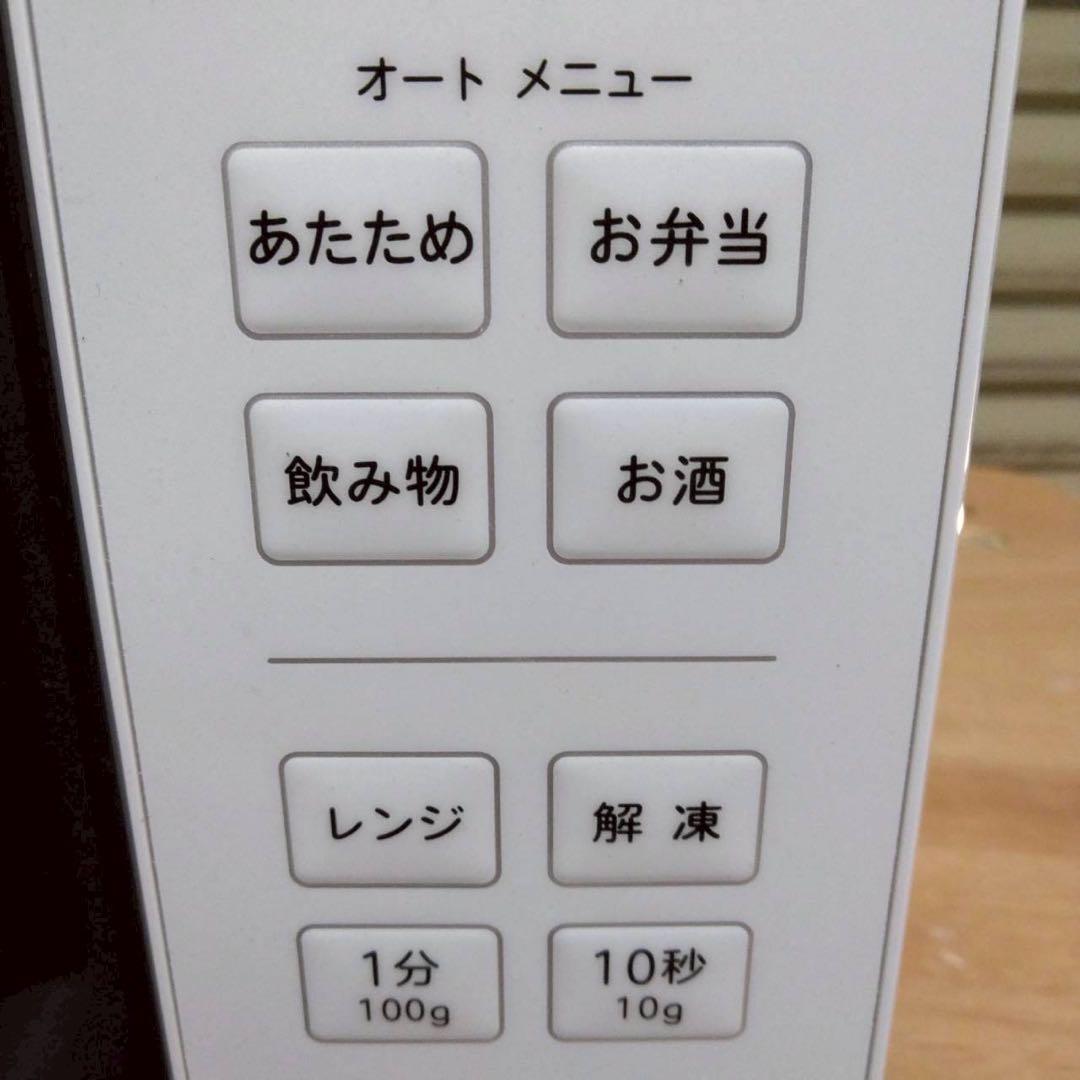 オート メニュー
あたため
お弁当
飲み物
お酒
レンジ
解 凍
1分
100g
10秒
10g